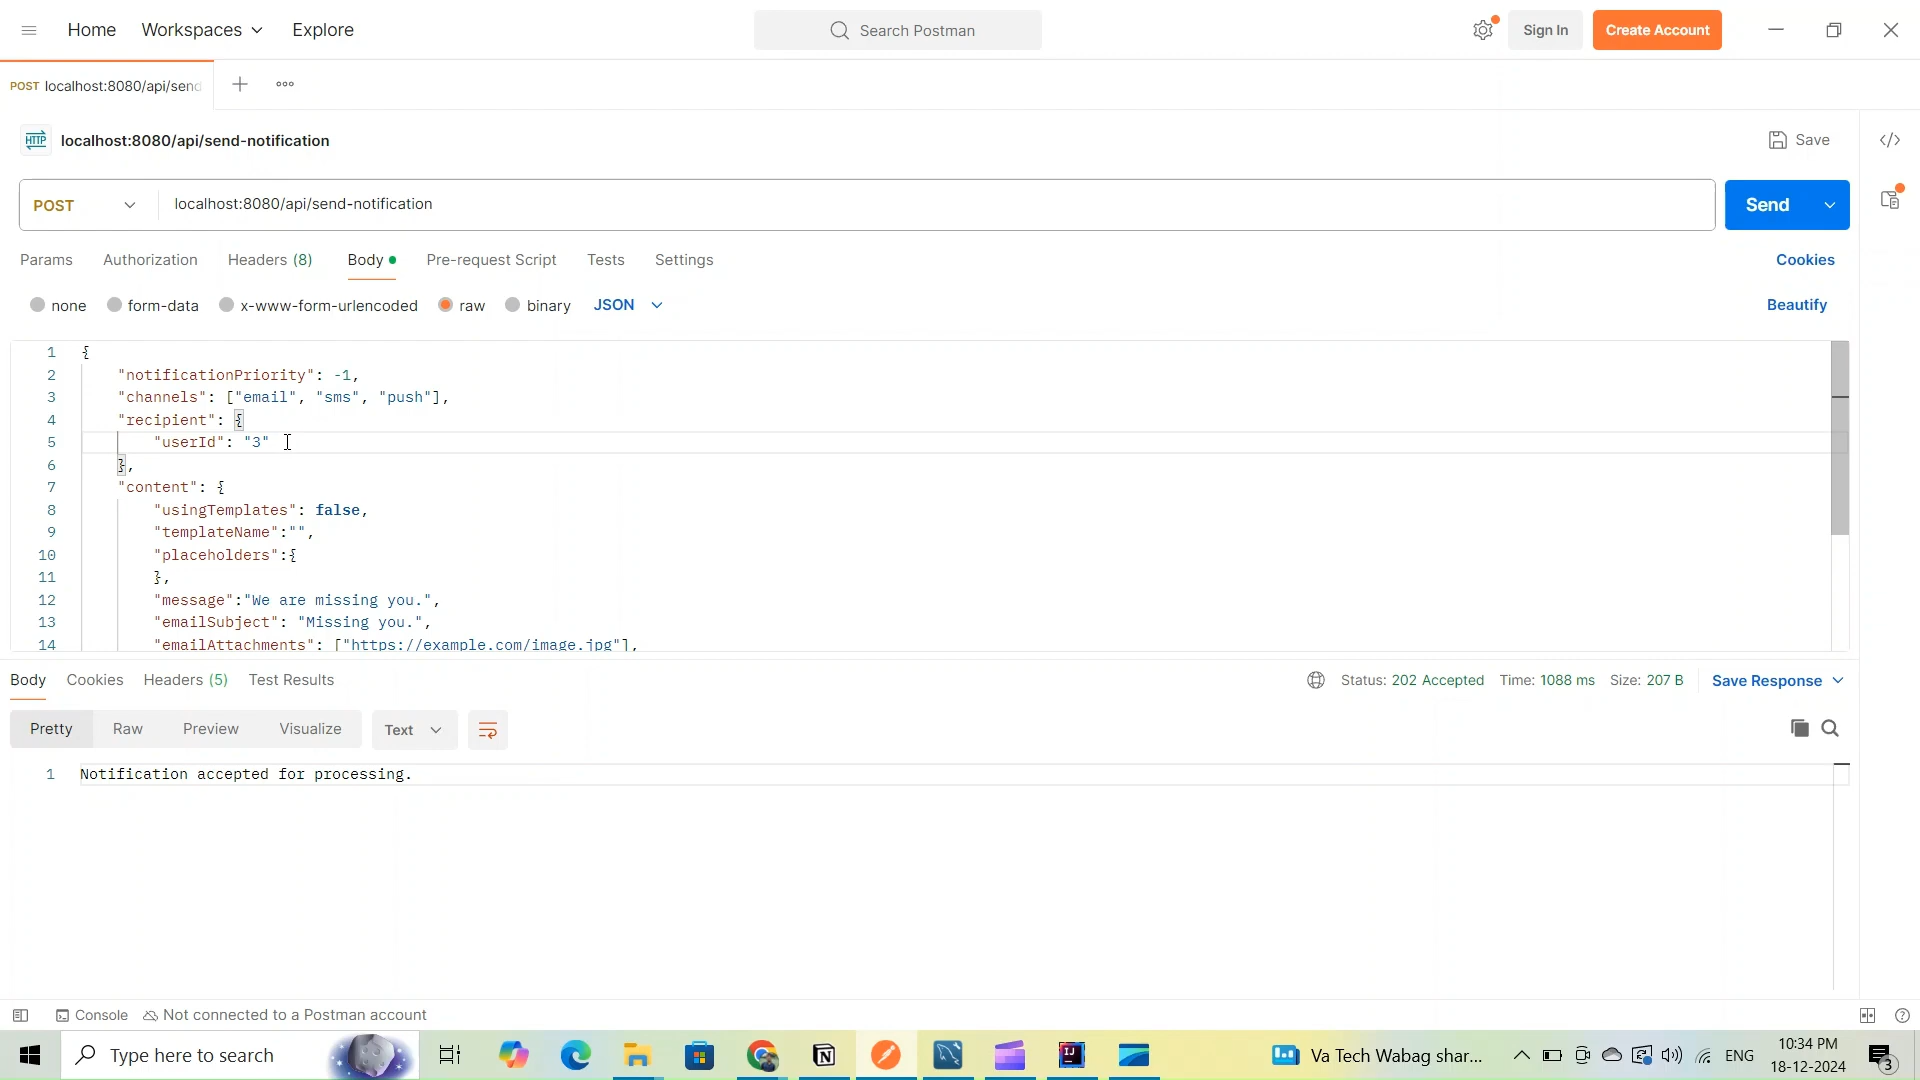 Home Workspaces Explore Search Postman Sign In Create Account
POST localhost:8080/api/send
HTTP localhost:8080/api/send-notification Save
POST localhost:8080/api/send-notification Send
Params Authorization Headers (8) Body Pre-request Script Tests Settings Cookies
none form-data x-www-form-urlencoded raw binary JSON Beautify
1 {
2 "notificationPriority": -1,
3 "channels": ["email", "sms", "push"],
4 "recipient": {
5 "userId": "3"
6 },
7 "content": {
8 "usingTemplates": false,
9 "templateName":"",
10 "placeholders":{
11 },
12 "message":"We are missing you.",
13 "emailSubject": "Missing you.",
14 "emailAttachments": ["https://example.com/image.jpg"],
Body Cookies Headers (5) Test Results Status: 202 Accepted Time: 1088 ms Size: 207 B Save Response
Pretty Raw Preview Visualize Text
1 Notification accepted for processing.
Console Not connected to a Postman account
Type here to search Va Tech Wabag shar... ENG 10:34 PM
18-12-2024 3